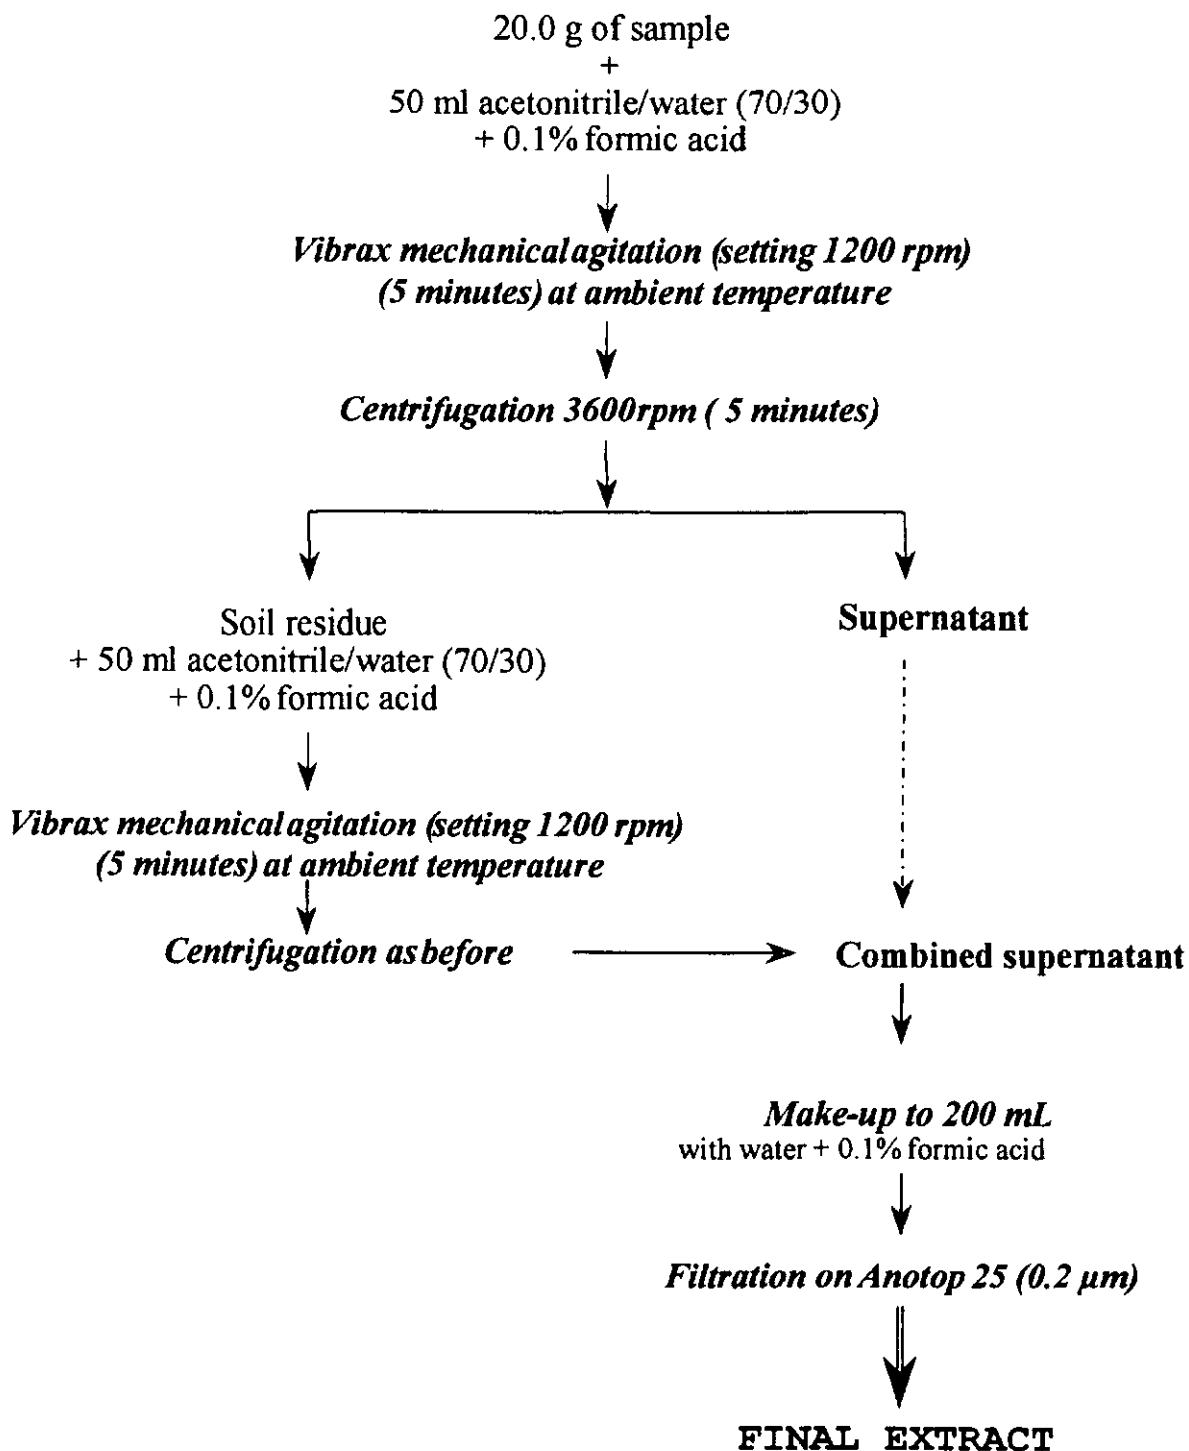 20.0 g of sample
+
50 ml acetonitrile/water (70/30)
+ 0.1% formic acid
Vibrax mechanical agitation (setting 1200 rpm)
(5 minutes) at ambient temperature
Centrifugation 3600rpm ( 5 minutes)
Soil residue
+ 50 ml acetonitrile/water (70/30)
+ 0.1% formic acid
Supernatant
Vibrax mechanical agitation (setting 1200 rpm)
(5 minutes) at ambient temperature
Centrifugation as before
Combined supernatant
Make-up to 200 mL
with water + 0.1% formic acid
Filtration on Anotop 25 (0.2 µm)
FINAL EXTRACT